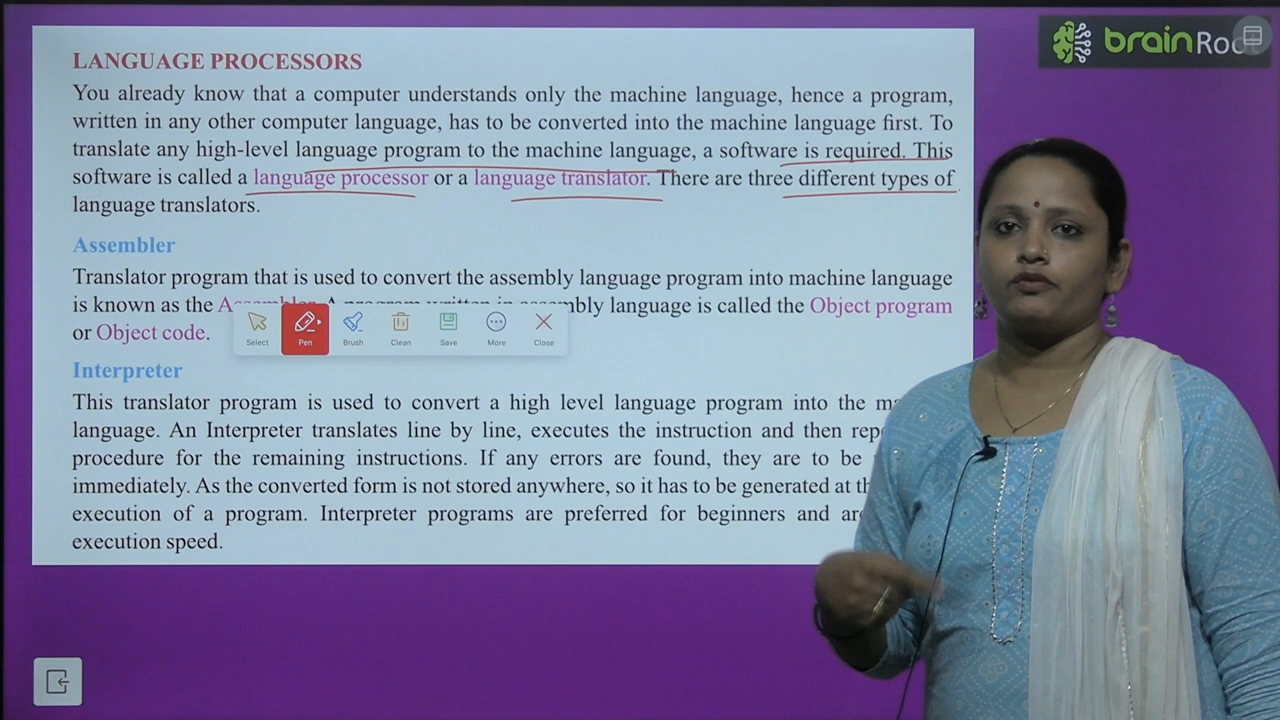 LANGUAGE PROCESSORS
brainRo
You already know that a computer understands only the machine language, hence a program,
written in any other computer language, has to be converted into the machine language first. To
translate any high-level language program to the machine language, a software is required. This
software is called a language processor or a language translator. There are three different types of
language translators.
Assembler
Translator program that is used to convert the assembly language program into machine language
is known as the language is called the Object program
or Object code.
Select Pen Brush Clean Save More Close
Interpreter
This translator program is used to convert a high level language program into the
language. An Interpreter translates line by line, executes the instruction and then
procedure for the remaining instructions. If any errors are found, they are to be
immediately. As the converted form is not stored anywhere, so it has to be generated at
execution of a program. Interpreter programs are preferred for beginners and
execution speed.